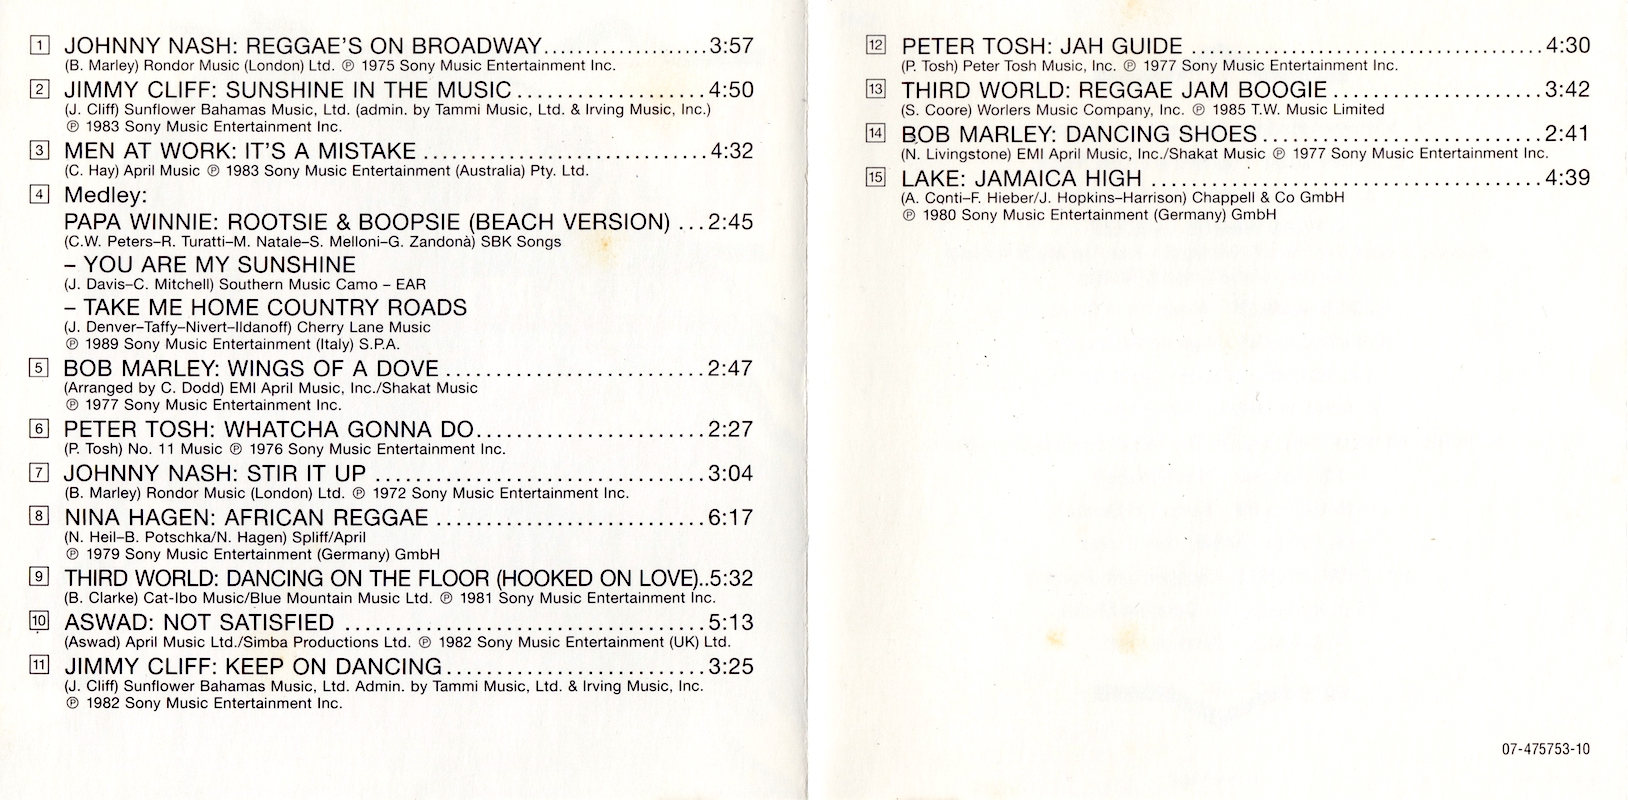 1 JOHNNY NASH: REGGAE'S ON BROADWAY.....................3:57
(B. Marley) Rondor Music (London) Ltd. ℗ 1975 Sony Music Entertainment Inc.
2 JIMMY CLIFF: SUNSHINE IN THE MUSIC...................4:50
(J. Cliff) Sunflower Bahamas Music, Ltd. (admin. by Tammi Music, Ltd. & Irving Music, Inc.)
℗ 1983 Sony Music Entertainment Inc.
3 MEN AT WORK: IT'S A MISTAKE ............................4:32
(C. Hay) April Music ℗ 1983 Sony Music Entertainment (Australia) Pty. Ltd.
4 Medley:
PAPA WINNIE: ROOTSIE & BOOPSIE (BEACH VERSION) ...2:45
(C.W. Peters–R. Turatti–M. Natale–S. Melloni–G. Zandonà) SBK Songs
– YOU ARE MY SUNSHINE
(J. Davis–C. Mitchell) Southern Music Camo – EAR
– TAKE ME HOME COUNTRY ROADS
(J. Denver–Taffy–Nivert–Ildanoff) Cherry Lane Music
℗ 1989 Sony Music Entertainment (Italy) S.P.A.
5 BOB MARLEY: WINGS OF A DOVE..........................2:47
(Arranged by C. Dodd) EMI April Music, Inc./Shakat Music
℗ 1977 Sony Music Entertainment Inc.
6 PETER TOSH: WHATCHA GONNA DO.......................2:27
(P. Tosh) No. 11 Music ℗ 1976 Sony Music Entertainment Inc.
7 JOHNNY NASH: STIR IT UP .................................3:04
(B. Marley) Rondor Music (London) Ltd. ℗ 1972 Sony Music Entertainment Inc.
8 NINA HAGEN: AFRICAN REGGAE ...........................6:17
(N. Heil–B. Potschka/N. Hagen) Spliff/April
℗ 1979 Sony Music Entertainment (Germany) GmbH
9 THIRD WORLD: DANCING ON THE FLOOR (HOOKED ON LOVE)..5:32
(B. Clarke) Cat-Ibo Music/Blue Mountain Music Ltd. ℗ 1981 Sony Music Entertainment Inc.
10 ASWAD: NOT SATISFIED ....................................5:13
(Aswad) April Music Ltd./Simba Productions Ltd. ℗ 1982 Sony Music Entertainment (UK) Ltd.
11 JIMMY CLIFF: KEEP ON DANCING..........................3:25
(J. Cliff) Sunflower Bahamas Music, Ltd. Admin. by Tammi Music, Ltd. & Irving Music, Inc.
℗ 1982 Sony Music Entertainment Inc.
12 PETER TOSH: JAH GUIDE ...................................4:30
(P. Tosh) Peter Tosh Music, Inc. ℗ 1977 Sony Music Entertainment Inc.
13 THIRD WORLD: REGGAE JAM BOOGIE.....................3:42
(S. Coore) Worlers Music Company, Inc. ℗ 1985 T.W. Music Limited
14 BOB MARLEY: DANCING SHOES............................2:41
(N. Livingstone) EMI April Music, Inc./Shakat Music ℗ 1977 Sony Music Entertainment Inc.
15 LAKE: JAMAICA HIGH .......................................4:39
(A. Conti–F. Hieber/J. Hopkins–Harrison) Chappell & Co GmbH
℗ 1980 Sony Music Entertainment (Germany) GmbH
07-475753-10